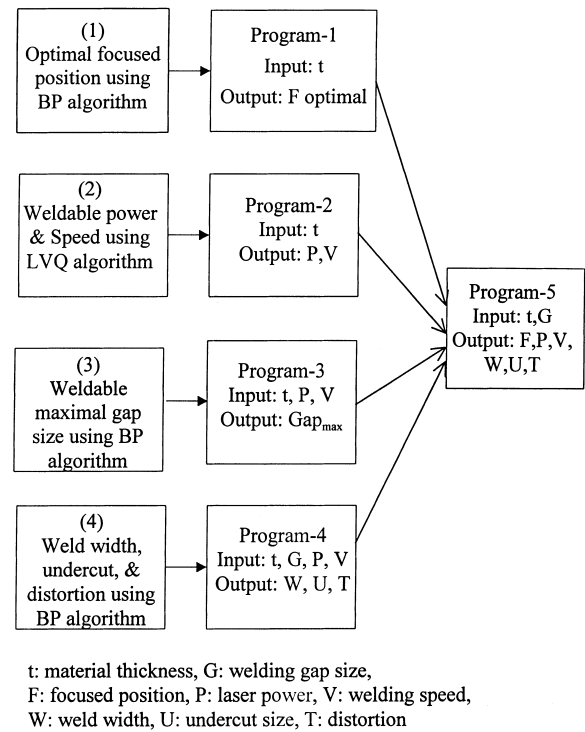 (1)
Optimal focused
position using
BP algorithm
Program-1
Input: t
Output: F optimal
(2)
Weldable power
& Speed using
LVQ algorithm
Program-2
Input: t
Output: P,V
(3)
Weldable
maximal gap
size using BP
algorithm
Program-3
Input: t, P, V
Output: Gapmax
(4)
Weld width,
undercut, &
distortion using
BP algorithm
Program-4
Input: t, G, P, V
Output: W, U, T
Program-5
Input: t,G
Output: F,P,V,
W,U,T
t: material thickness, G: welding gap size,
F: focused position, P: laser power, V: welding speed,
W: weld width, U: undercut size, T: distortion